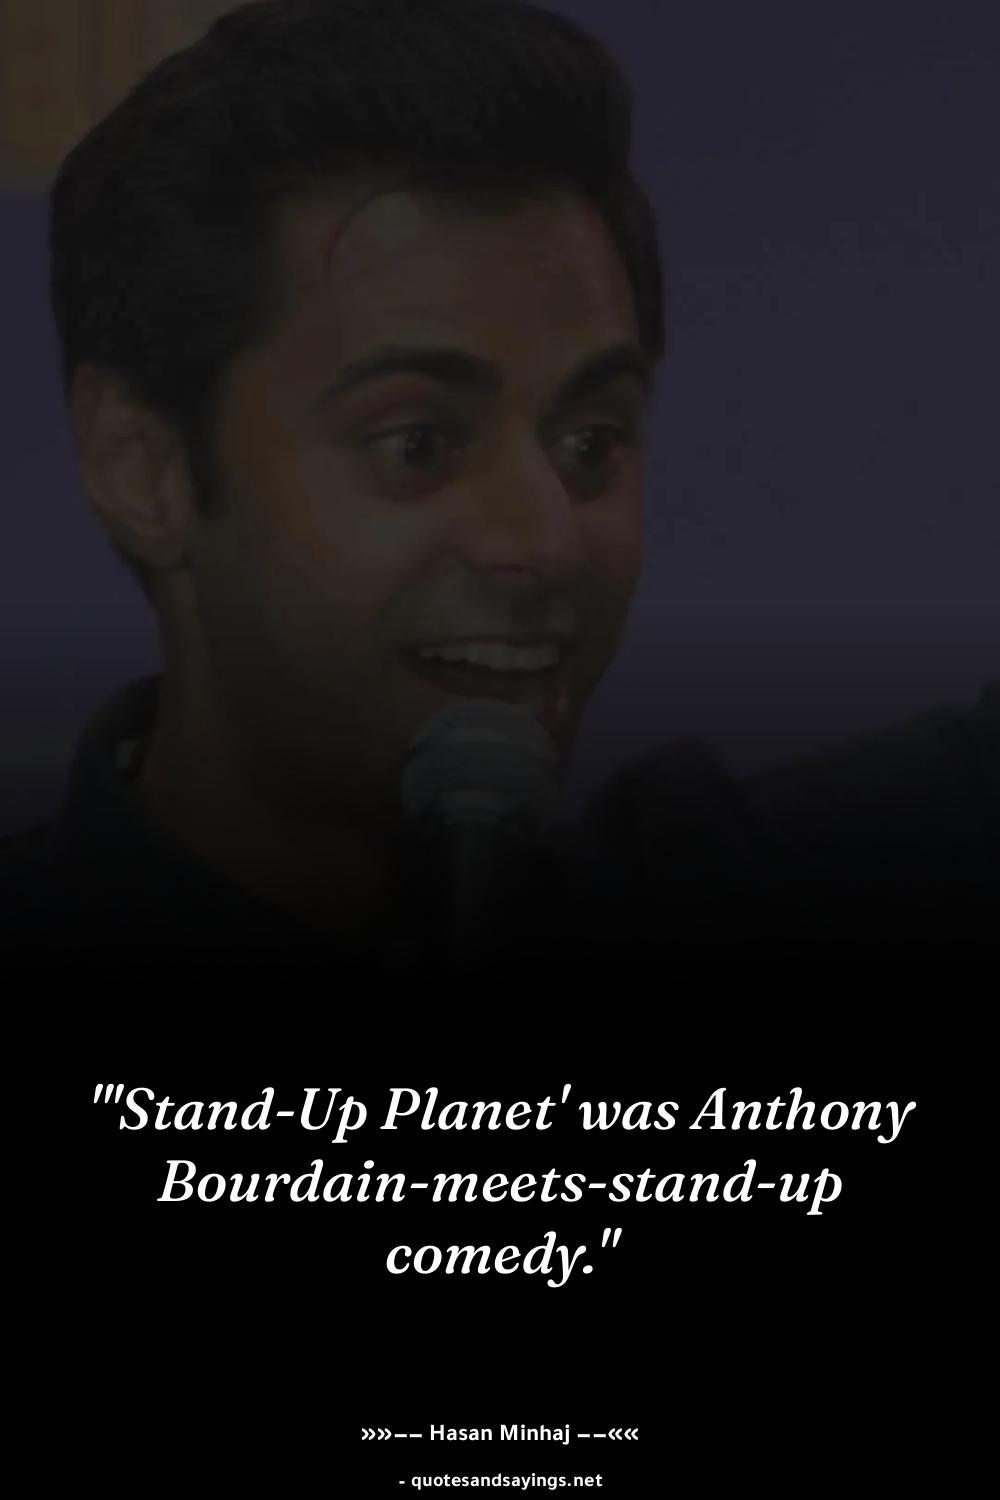 "'Stand-Up Planet' was Anthony
Bourdain-meets-stand-up
comedy."
»»–– Hasan Minhaj ––««
- quotesandsayings.net